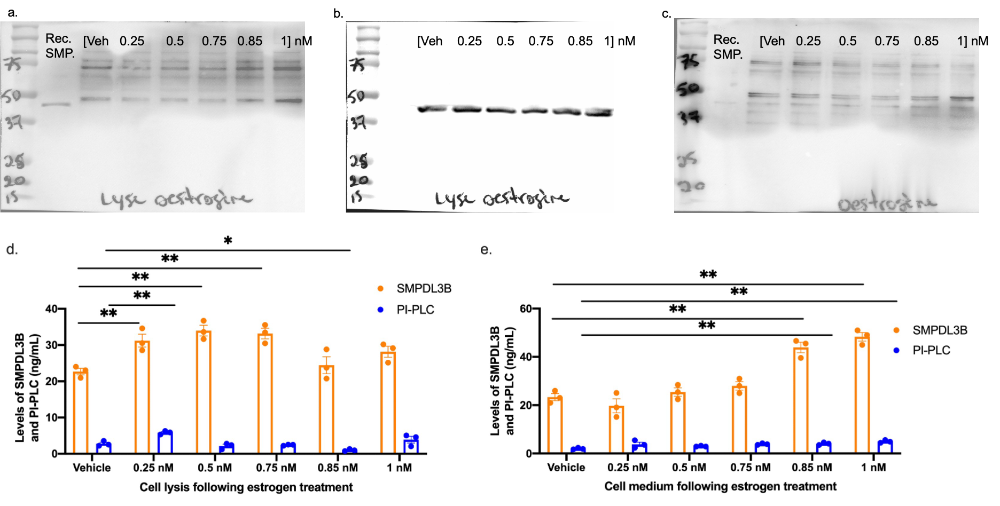 a.
Rec. [Veh 0.25 0.5 0.75 0.85 1] nM
SMP.
75
50
37
25
20
15
Lyse oestrogène
b.
[Veh 0.25 0.5 0.75 0.85 1] nM
75
50
37
25
20
15
Lyse oestrogène
c.
Rec. [Veh 0.25 0.5 0.75 0.85 1] nM
SMP.
75
50
37
25
20
oestrogène
d.
*
**
**
**
**
SMPDL3B
PI-PLC
Levels of SMPDL3B
and PI-PLC (ng/mL)
40
30
20
10
0
Vehicle 0.25 nM 0.5 nM 0.75 nM 0.85 nM 1 nM
Cell lysis following estrogen treatment
e.
**
**
**
**
SMPDL3B
PI-PLC
Levels of SMPDL3B
and PI-PLC (ng/mL)
60
40
20
0
Vehicle 0.25 nM 0.5 nM 0.75 nM 0.85 nM 1 nM
Cell medium following estrogen treatment